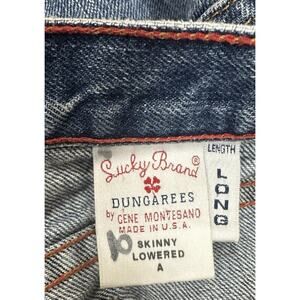 Lucky Brand®
DUNGAREES
by GENE MONTESANO
MADE IN U.S.A.
SKINNY
LOWERED
A
10
LENGTH
LONG